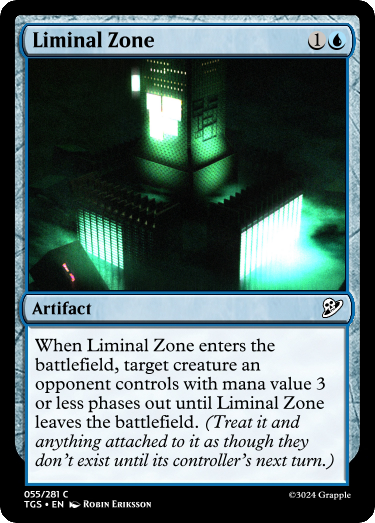 Liminal Zone 1
Artifact
When Liminal Zone enters the
battlefield, target creature an
opponent controls with mana value 3
or less phases out until Liminal Zone
leaves the battlefield. (Treat it and
anything attached to it as though they
don't exist until its controller's next turn.)
055/281 C
TGS • EN Robin Eriksson
©3024 Grapple